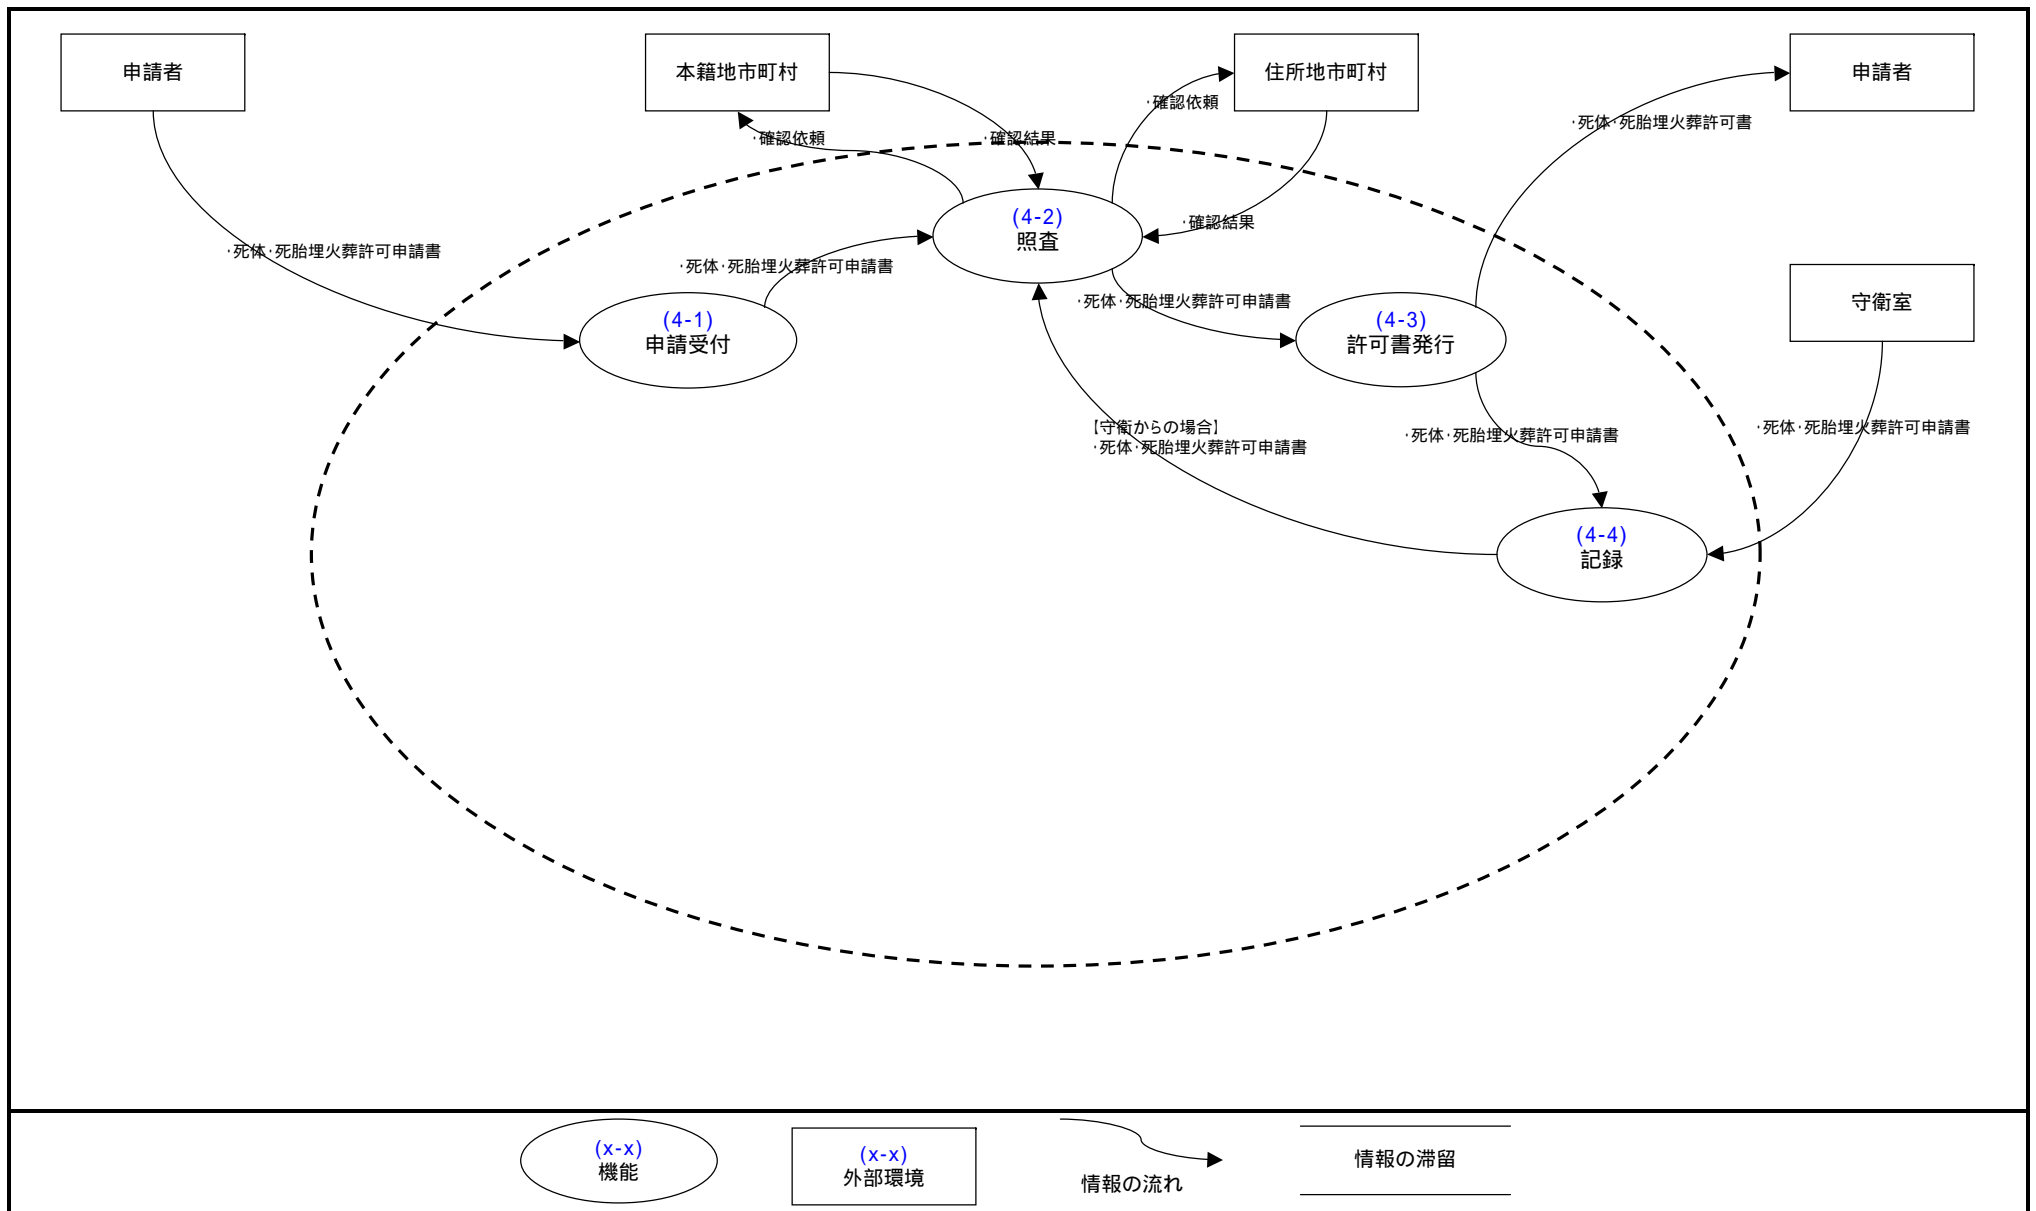 申請者
本籍地市町村
住所地市町村
申請者
・確認依頼
・死体・死胎埋火葬許可書
・確認依頼
・確認結果
(4-2)
照査
・確認結果
・死体・死胎埋火葬許可申請書
・死体・死胎埋火葬許可申請書
・死体・死胎埋火葬許可申請書
守衛室
(4-1)
申請受付
(4-3)
許可書発行
【守衛からの場合】
・死体・死胎埋火葬許可申請書
・死体・死胎埋火葬許可申請書
・死体・死胎埋火葬許可申請書
(4-4)
記録
(x-x)
機能
(x-x)
外部環境
情報の流れ
情報の滞留